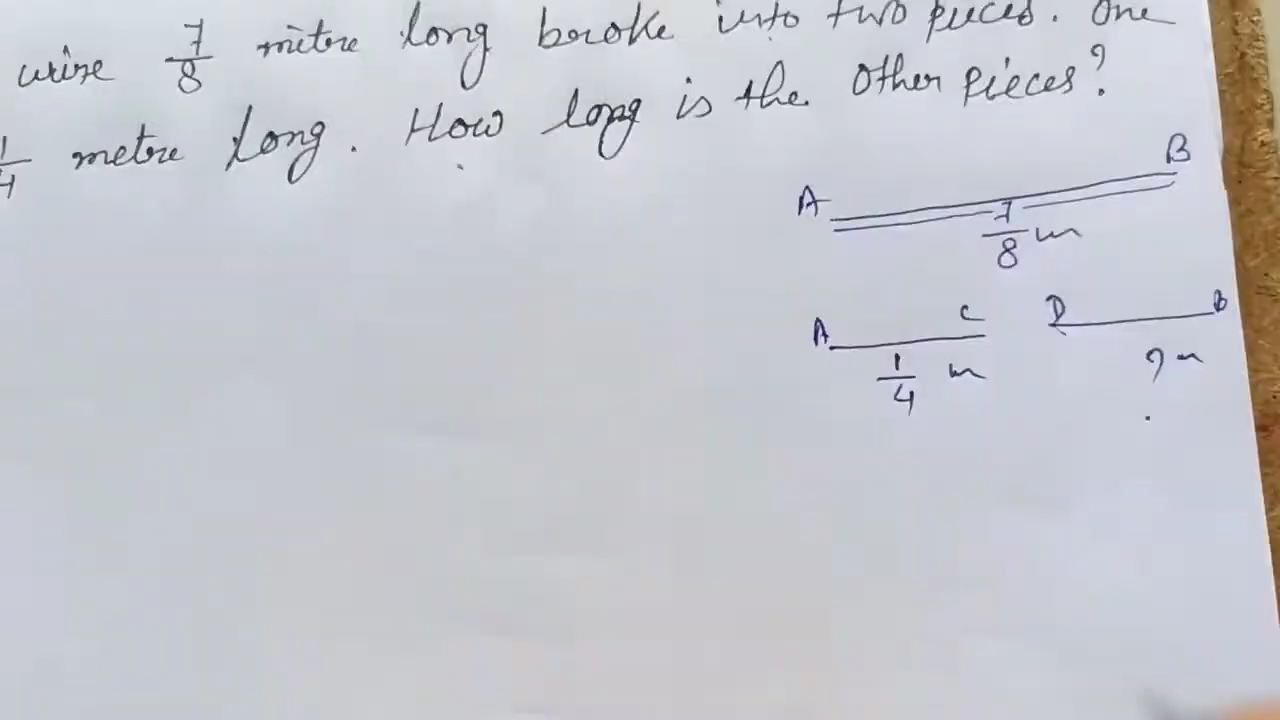 wire 7/8 metre long broke into two pieces. One
1/4 metre long. How long is the other pieces?
A B
7/8 m
A C D B
1/4 m ? m